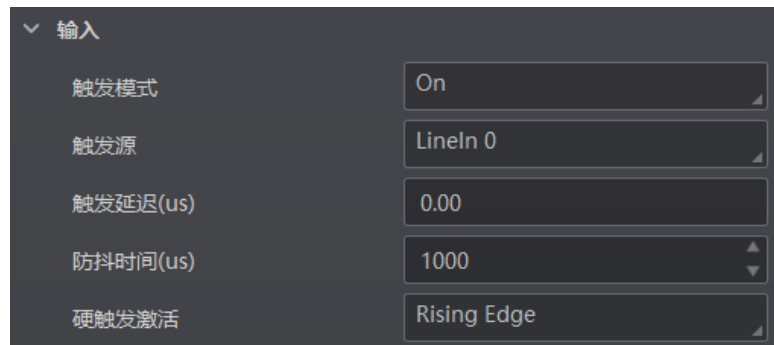 输入
触发模式 On
触发源 LineIn 0
触发延迟(us) 0.00
防抖时间(us) 1000
硬触发激活 Rising Edge